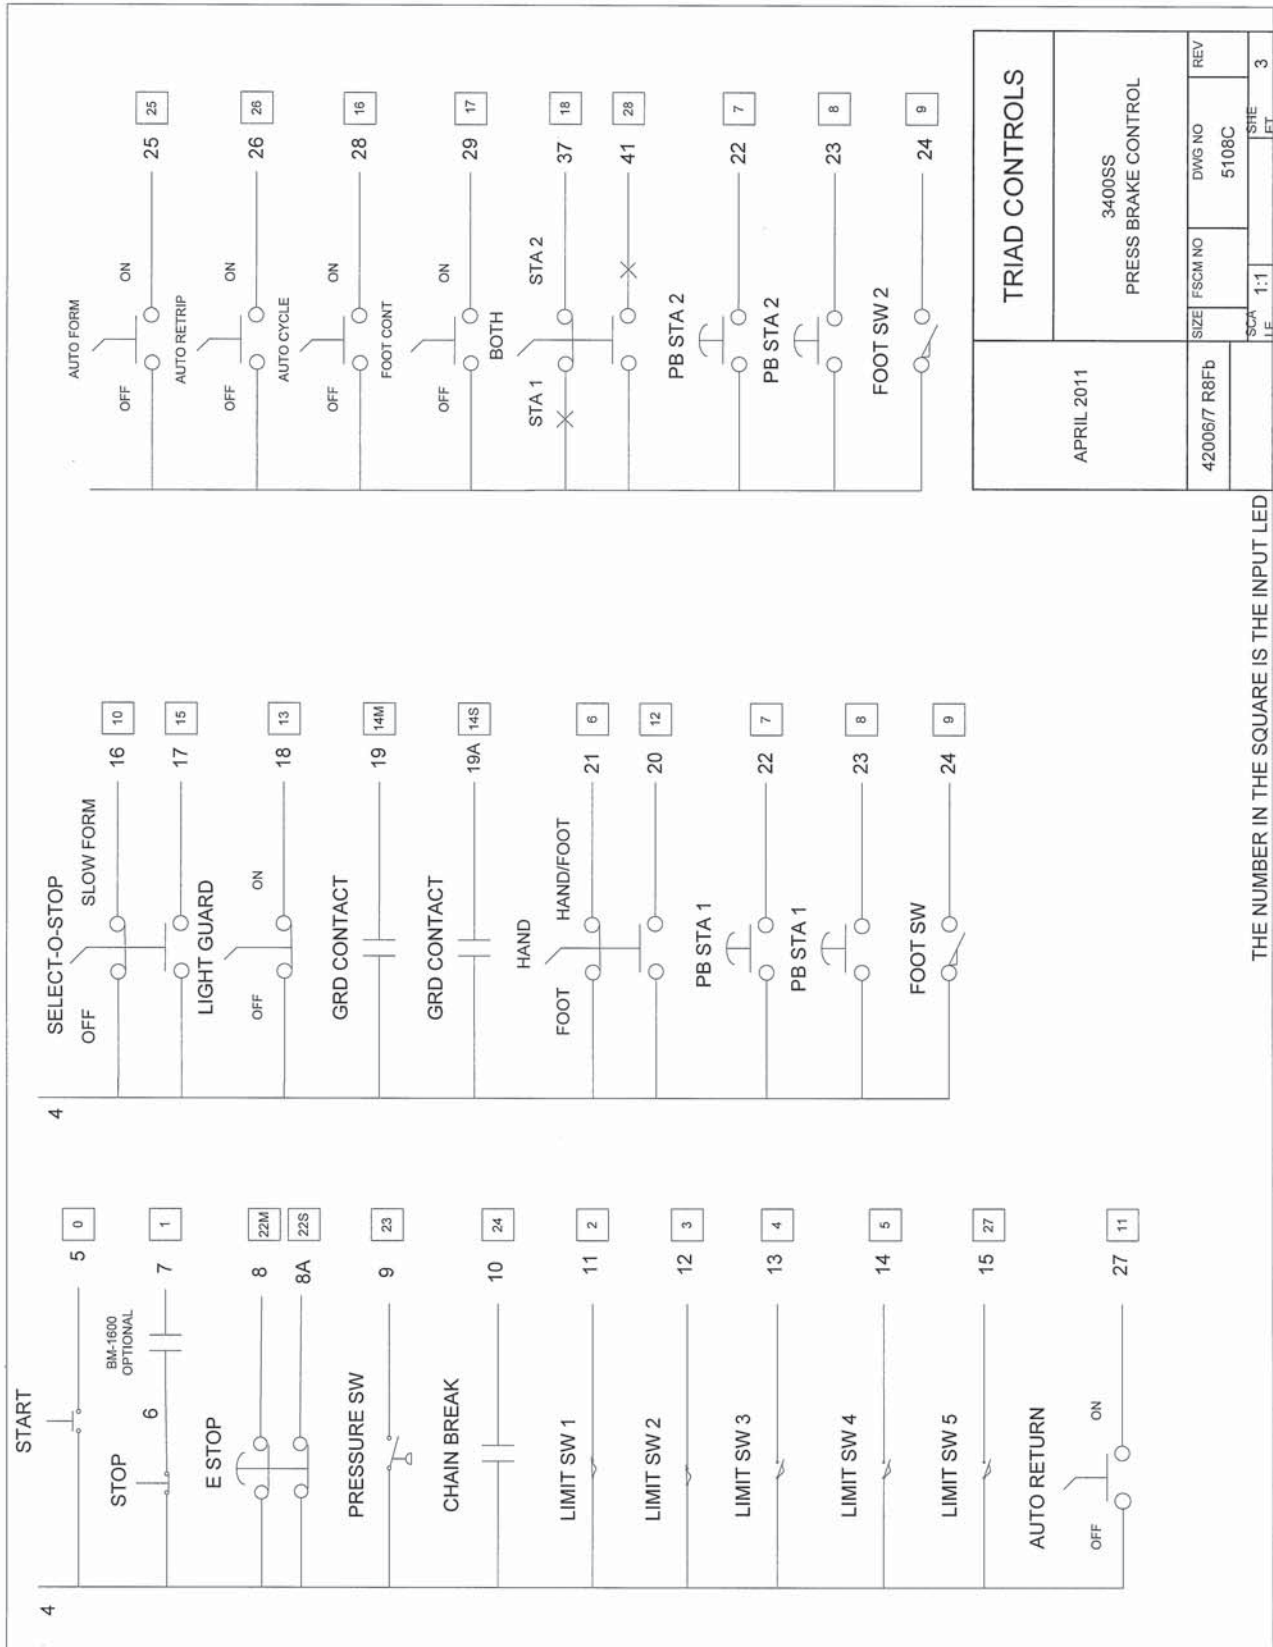 4
START
5
0
STOP
6
BM-1600
OPTIONAL
7
1
E STOP
8
22M
8A
22S
PRESSURE SW
9
23
CHAIN BREAK
10
24
LIMIT SW 1
11
2
LIMIT SW 2
12
3
LIMIT SW 3
13
4
LIMIT SW 4
14
5
LIMIT SW 5
15
27
AUTO RETURN
OFF
ON
27
11
4
SELECT-O-STOP
OFF
SLOW FORM
16
10
17
15
LIGHT GUARD
OFF
ON
18
13
GRD CONTACT
19
14M
GRD CONTACT
19A
14S
HAND
FOOT
HAND/FOOT
21
6
20
12
PB STA 1
22
7
PB STA 1
23
8
FOOT SW
24
9
AUTO FORM
OFF
ON
25
25
AUTO RETRIP
OFF
ON
26
26
AUTO CYCLE
OFF
ON
28
16
FOOT CONT
OFF
ON
29
17
BOTH
STA 1
STA 2
37
18
41
28
PB STA 2
22
7
PB STA 2
23
8
FOOT SW 2
24
9
APRIL 2011
TRIAD CONTROLS
3400SS
PRESS BRAKE CONTROL
42006/7 R8Fb
SIZE
FSCM NO
DWG NO
5108C
REV
SCA
LE
1:1
SHE
ET
3
THE NUMBER IN THE SQUARE IS THE INPUT LED